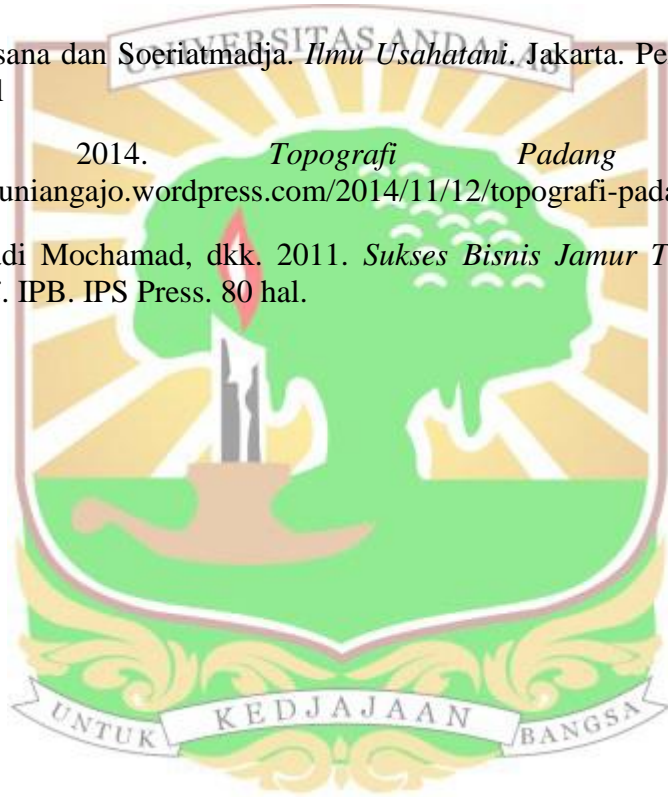 UNIVERSITAS ANDALAS
sana dan Soeriatmadja. Ilmu Usahatani. Jakarta. Pe
2014. Topografi Padang
uniangajo.wordpress.com/2014/11/12/topografi-pada
di Mochamad, dkk. 2011. Sukses Bisnis Jamur T
. IPB. IPS Press. 80 hal.
UNTUK KEDJAJAAN BANGSA